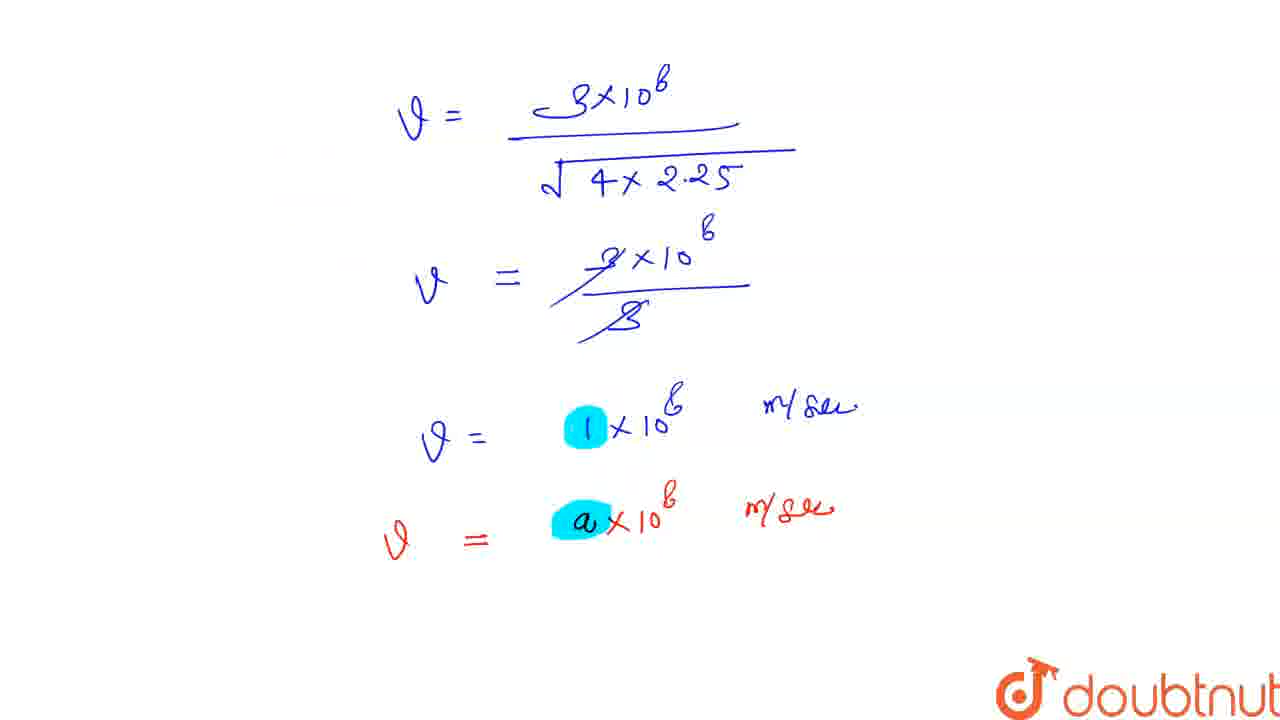 v = 3×10^8
√4×2.25
v = 3×10^8
3
v = 1×10^8 m/sec.
v = a×10^8 m/sec
doubtnut